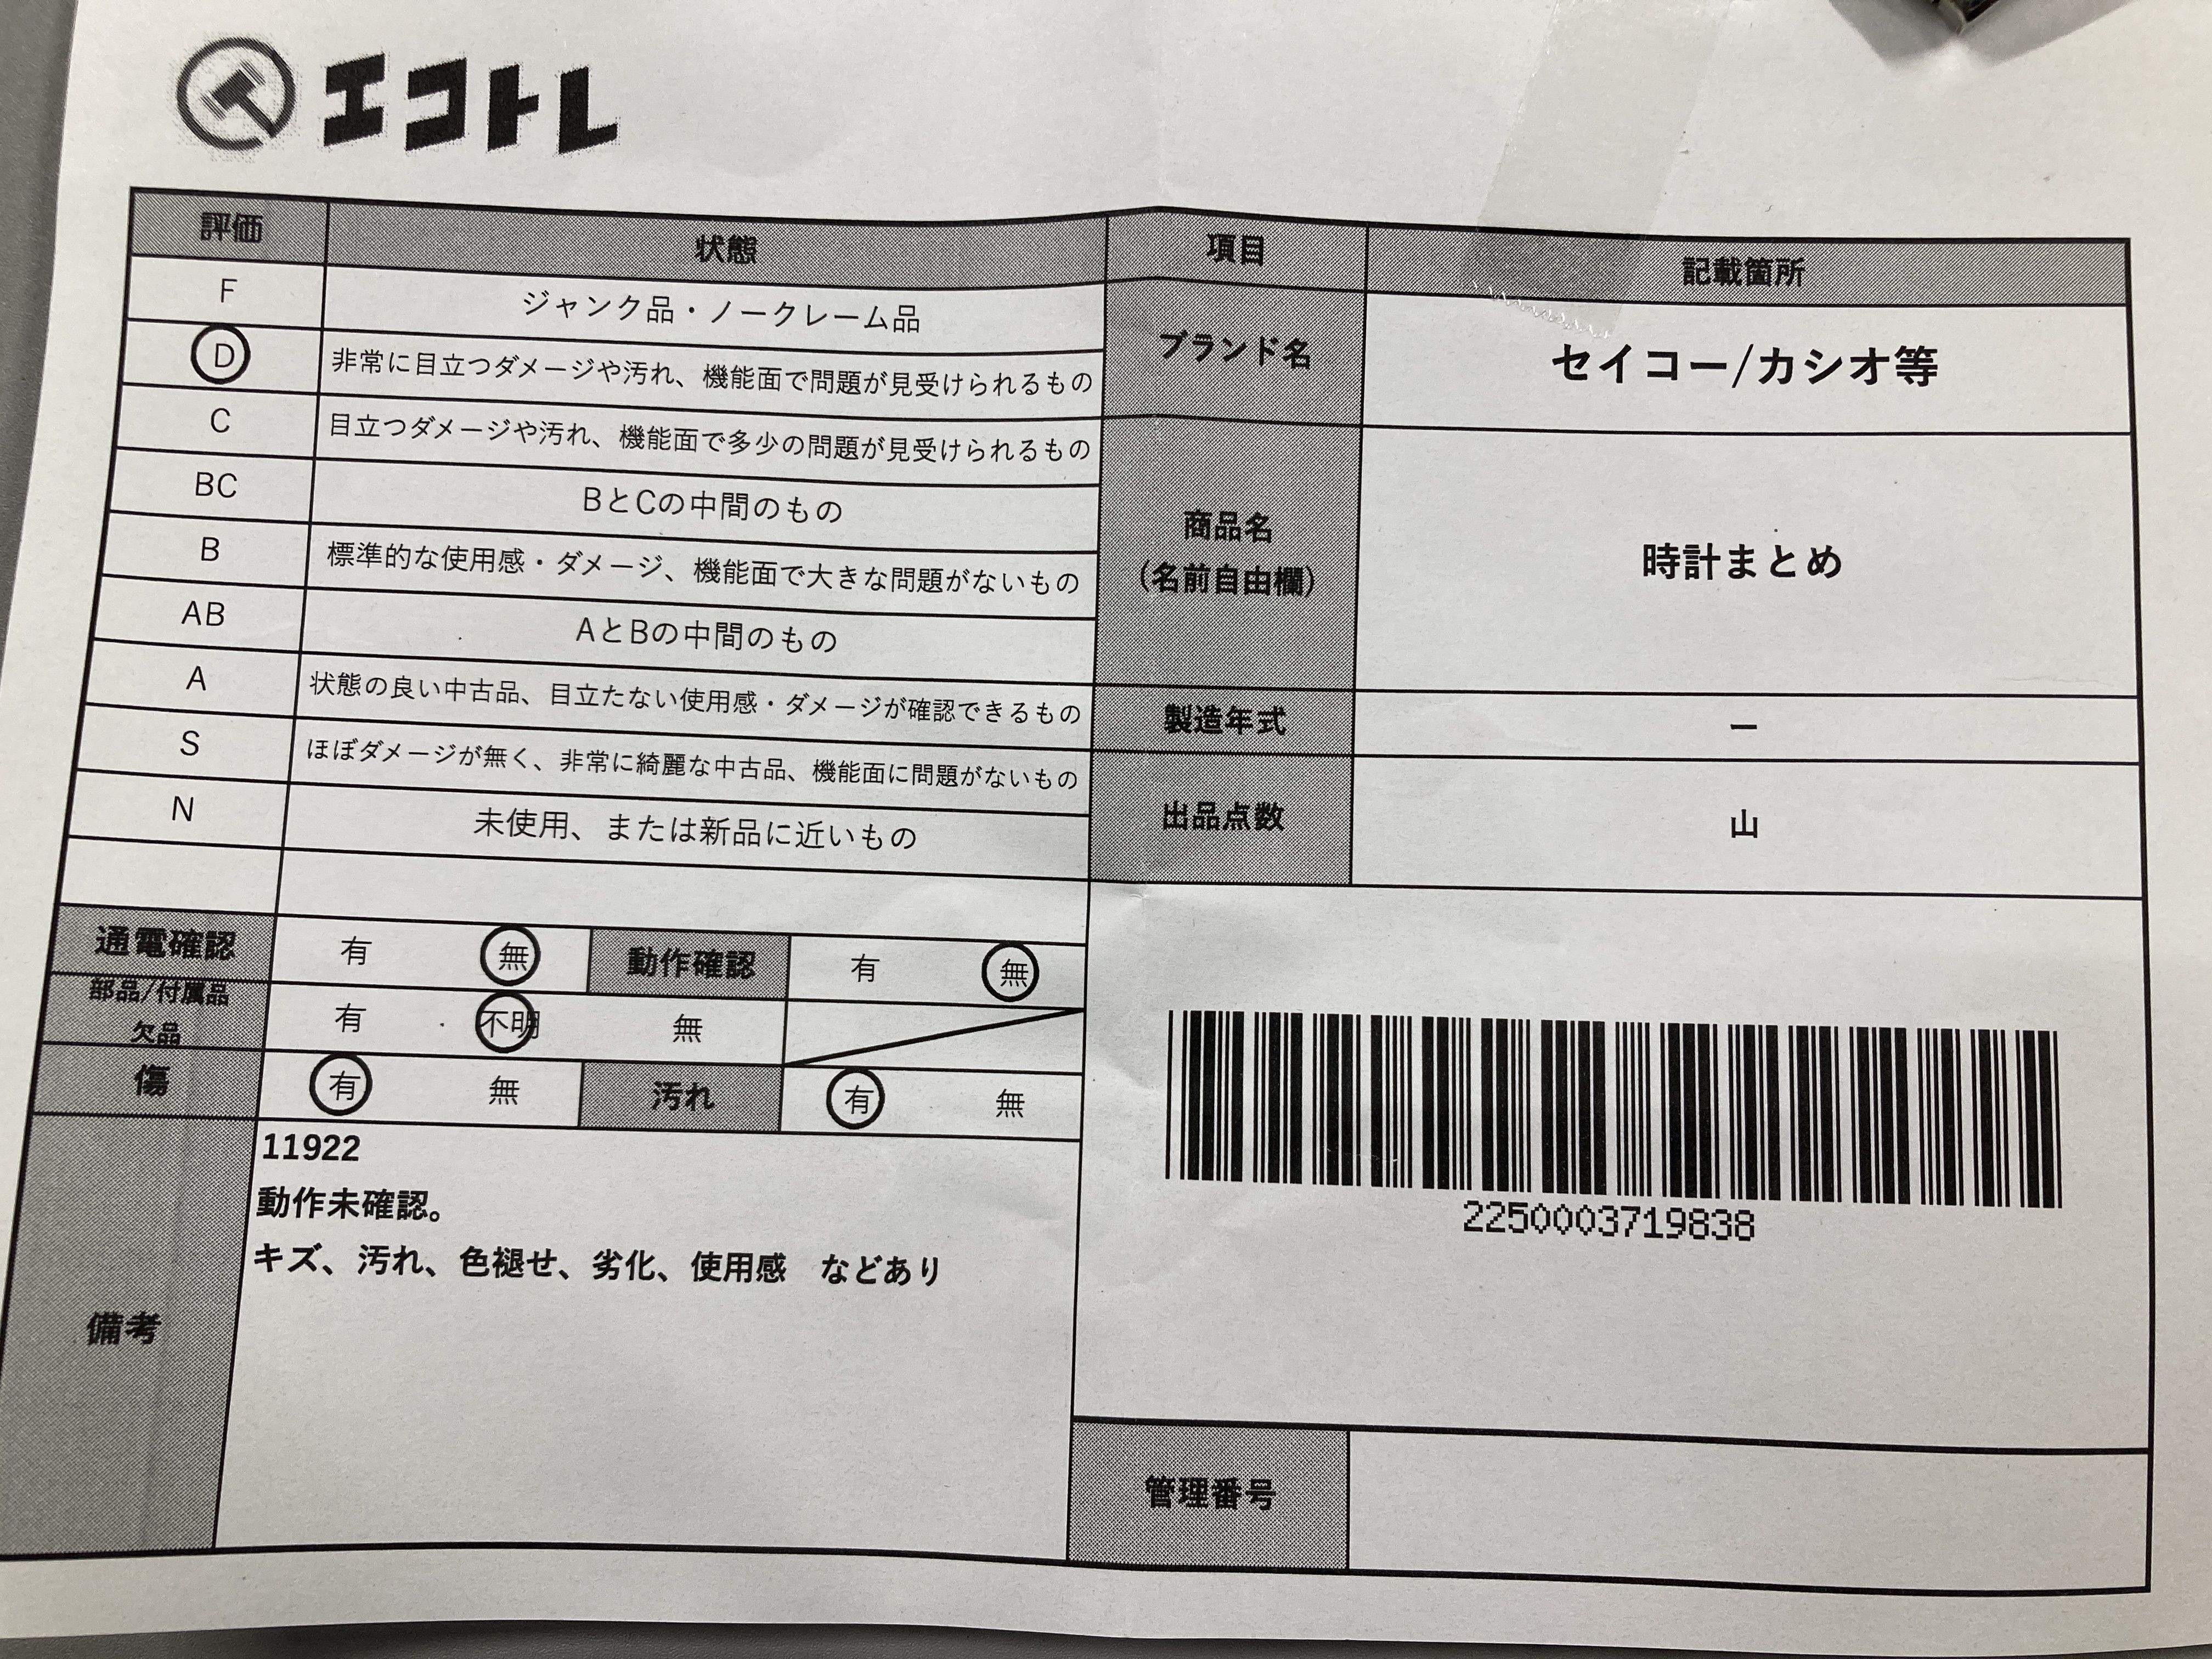 エコトレ
評価 状態 項目 記載箇所
F ジャンク品・ノークレーム品
D 非常に目立つダメージや汚れ、機能面で問題が見受けられるもの
ブランド名 セイコー/カシオ等
C 目立つダメージや汚れ、機能面で多少の問題が見受けられるもの
BC BとCの中間のもの
B 標準的な使用感・ダメージ、機能面で大きな問題がないもの
商品名
(名前自由欄)
時計まとめ
AB AとBの中間のもの
A 状態の良い中古品、目立たない使用感・ダメージが確認できるもの
製造年式 ー
S ほぼダメージが無く、非常に綺麗な中古品、機能面に問題がないもの
N 未使用、または新品に近いもの
出品点数 山
通電確認 有 無 動作確認 有 無
部品/付属品
欠品
有 不明 無
傷 有 無 汚れ 有 無
備考
11922
動作未確認。
キズ、汚れ、色褪せ、劣化、使用感　などあり
2250003719838
管理番号